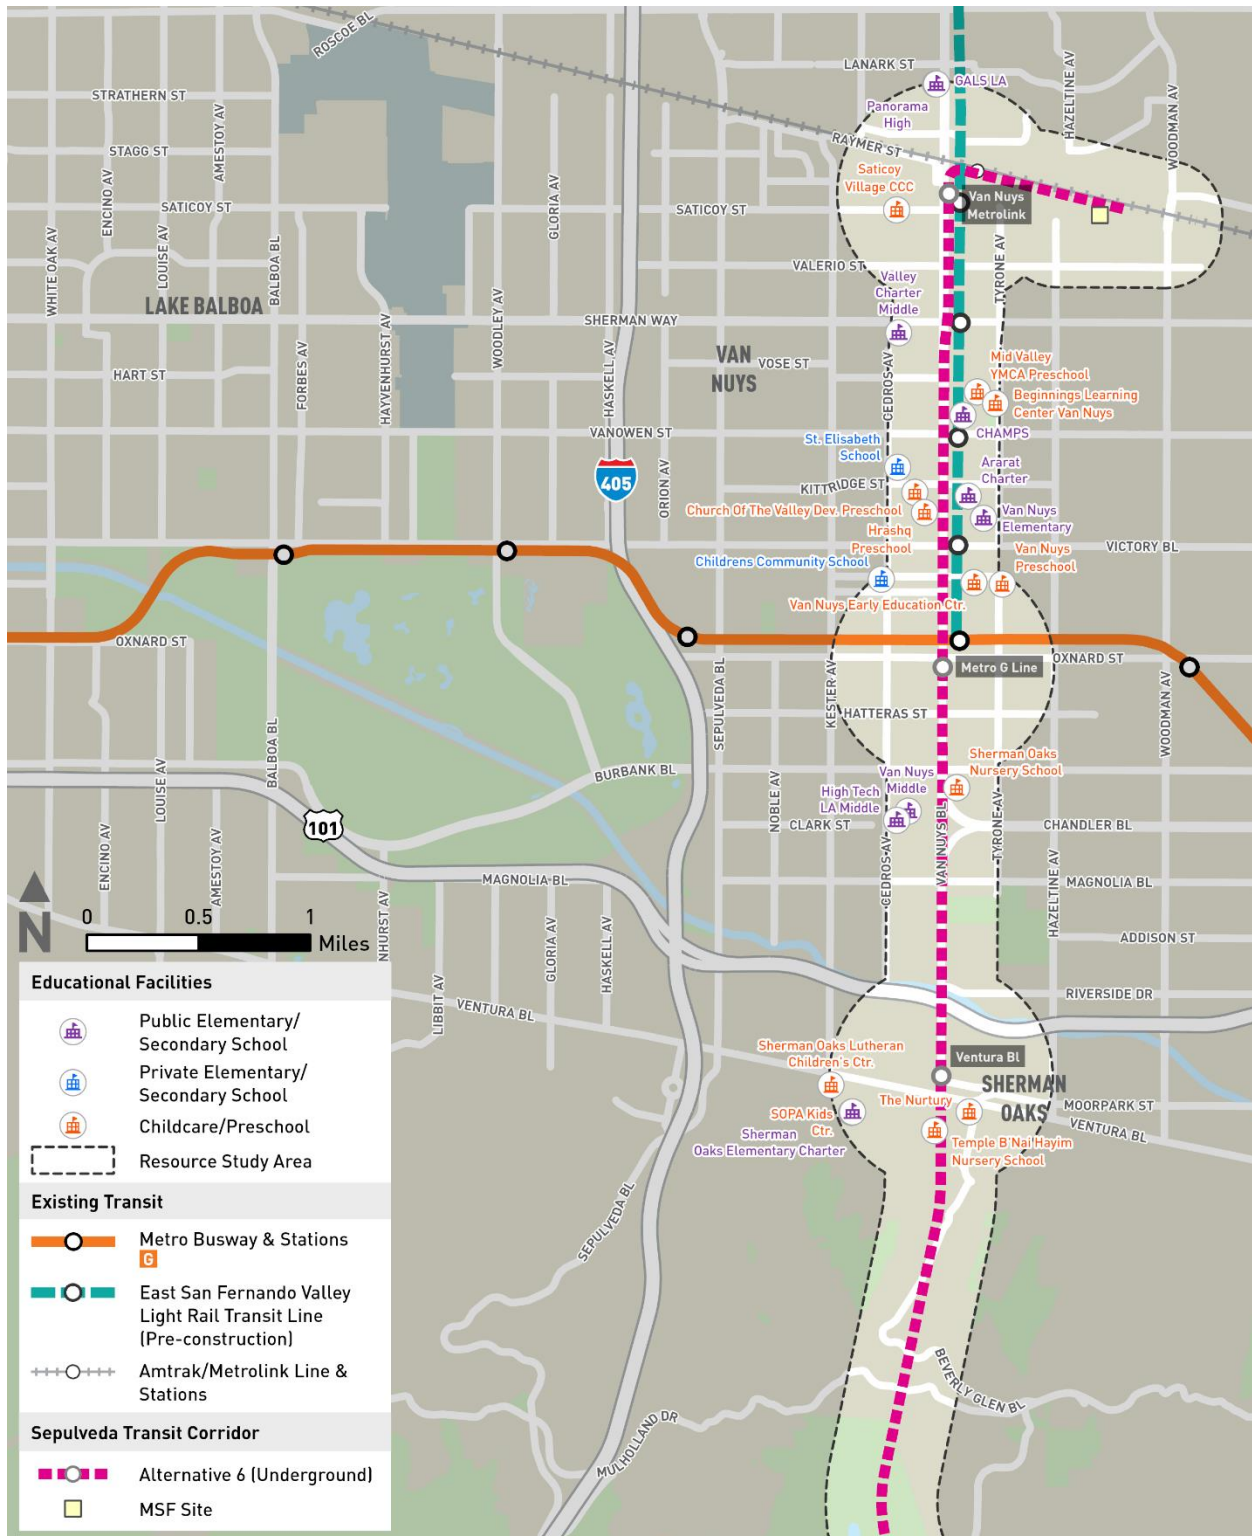 ROSCOE BL
LANARK ST
GALS LA
STRATHERN ST
Panorama
High
HAZELTINE AV
WOODMAN AV
AMESTOY AV
STAGG ST
RAYMER ST
ENCINO AV
Saticoy
Village CCC
GLORIA AV
SATICOY ST
SATICOY ST
Van Nuys
Metrolink
WHITE OAK AV
LOUISE AV
BALBOA BL
TYRONE AV
VALERIO ST
Valley
Charter
Middle
LAKE BALBOA
WOODLEY AV
SHERMAN WAY
HAYVENHURST AV
FORBES AV
HASKELL AV
VAN
NUYS
VOSE ST
CEDROS AV
Mid Valley
YMCA Preschool
HART ST
Beginnings Learning
Center Van Nuys
VANOWEN ST
CHAMPS
St. Elisabeth
School
405
ORION AV
KITTRIDGE ST
Ararat
Charter
Church Of The Valley Dev. Preschool
Van Nuys
Elementary
Hrashq
Preschool
VICTORY BL
Childrens Community School
Van Nuys
Preschool
Van Nuys Early Education Ctr.
OXNARD ST
OXNARD ST
Metro G Line
SEPULVEDA BL
KESTER AV
WOODMAN AV
HATTERAS ST
BALBOA BL
LOUISE AV
Sherman Oaks
Nursery School
BURBANK BL
Van Nuys
Middle
High Tech
LA Middle
NOBLE AV
101
CLARK ST
VAN NUYS BL
TYRONE AV
CHANDLER BL
ENCINO AV
AMESTOY AV
CEDROS AV
HAZELTINE AV
MAGNOLIA BL
MAGNOLIA BL
N
0 0.5 1
Miles
NHURST AV
GLORIA AV
HASKELL AV
ADDISON ST
LIBBIT AV
VENTURA BL
RIVERSIDE DR
Sherman Oaks Lutheran
Children's Ctr.
Ventura Bl
SHERMAN
OAKS
The Nurtury
MOORPARK ST
VENTURA BL
SOPA Kids
Ctr.
Sherman
Oaks Elementary Charter
Temple B'Nai Hayim
Nursery School
SEPULVEDA BL
BEVERLY GLEN BL
MULHOLLAND DR
Educational Facilities
Public Elementary/
Secondary School
Private Elementary/
Secondary School
Childcare/Preschool
Resource Study Area
Existing Transit
Metro Busway & Stations
G
East San Fernando Valley
Light Rail Transit Line
(Pre-construction)
Amtrak/Metrolink Line &
Stations
Sepulveda Transit Corridor
Alternative 6 (Underground)
MSF Site